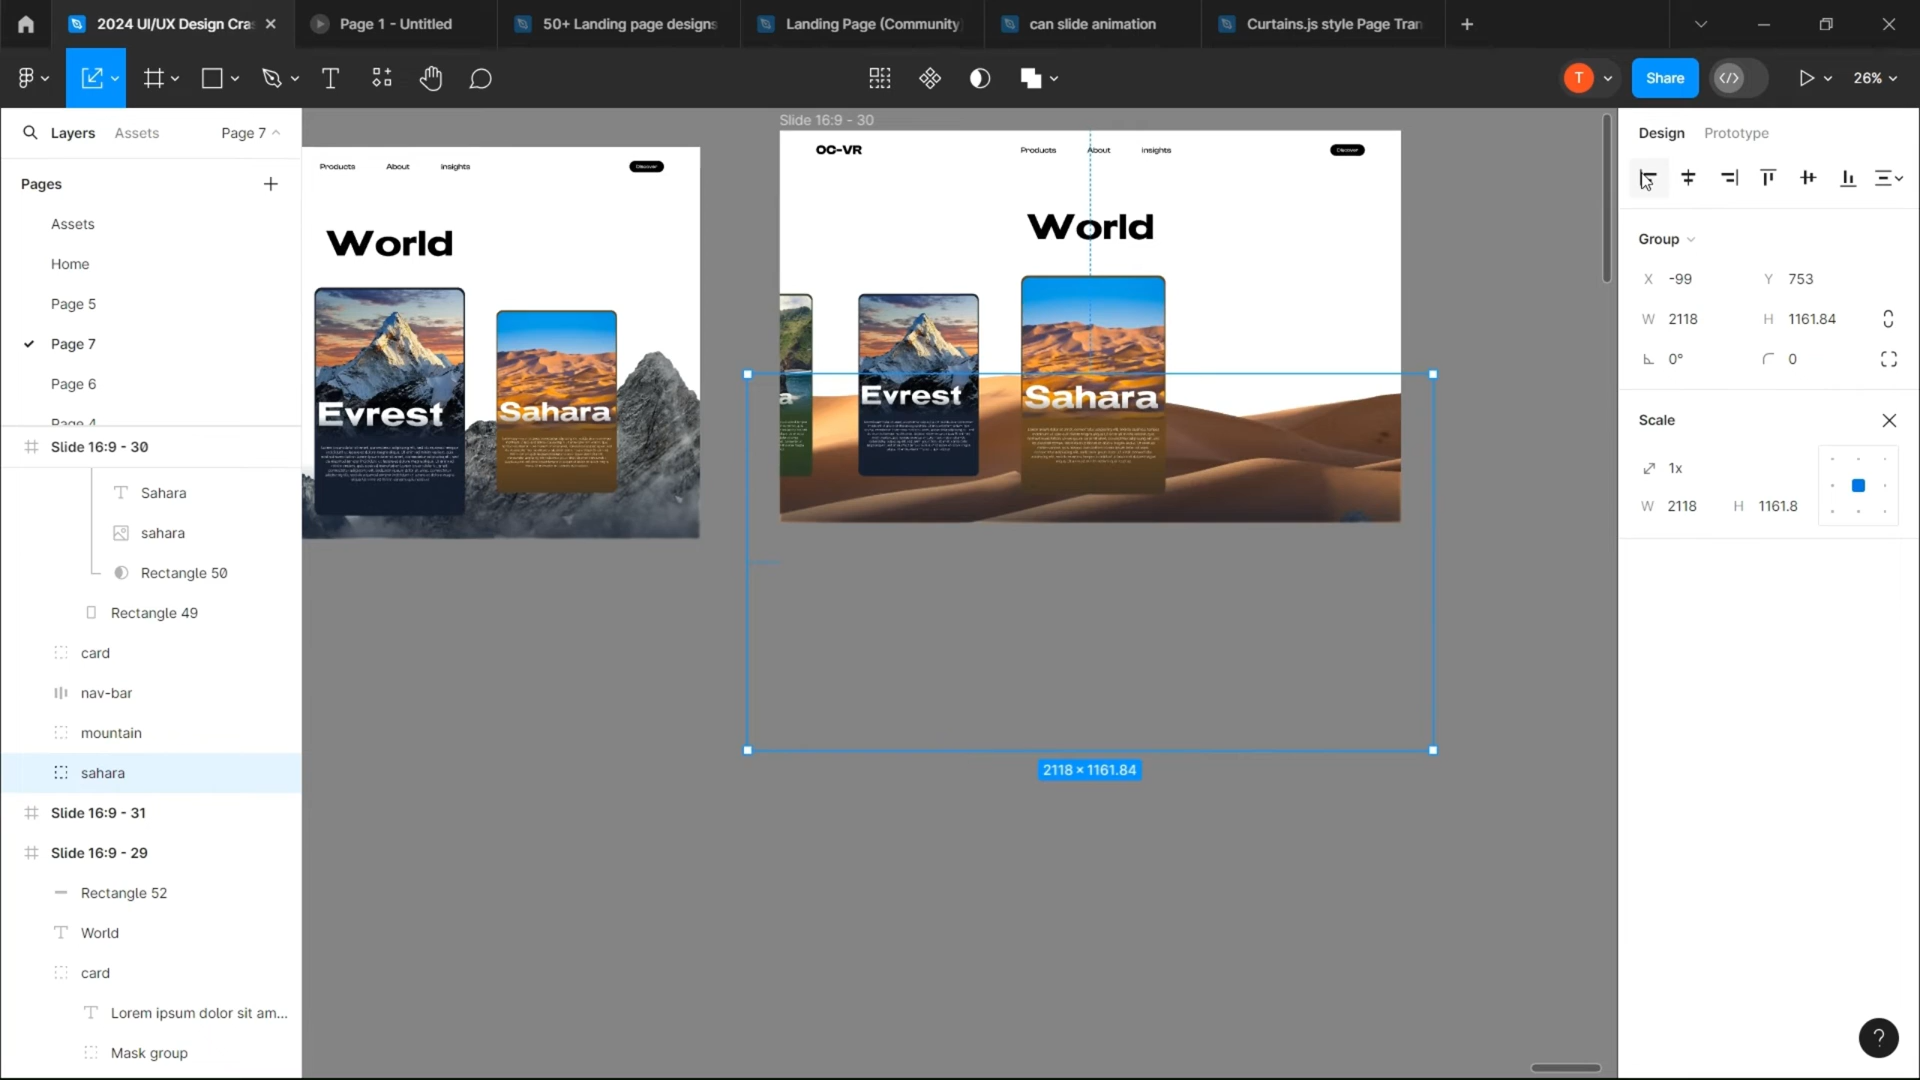 2024 UI/UX Design Cra
Page 1 - Untitled
50+ Landing page designs
Landing Page (Community
can slide animation
Curtains.js style Page Tran
T
Share
26%
Layers
Assets
Page 7
Pages
Assets
Home
Page 5
Page 7
Page 6
Page 4
Slide 16:9 - 30
Sahara
sahara
Rectangle 50
Rectangle 49
card
nav-bar
mountain
sahara
Slide 16:9 - 31
Slide 16:9 - 29
Rectangle 52
World
card
Lorem ipsum dolor sit am...
Mask group
Products
About
Insights
Discover
World
Evrest
Sahara
Slide 16:9 - 30
OC-VR
Products
About
Insights
Discover
World
a
Evrest
Sahara
2118 × 1161.84
Design
Prototype
Group
X -99
Y 753
W 2118
H 1161.84
0°
0
Scale
1x
W 2118
H 1161.8
?